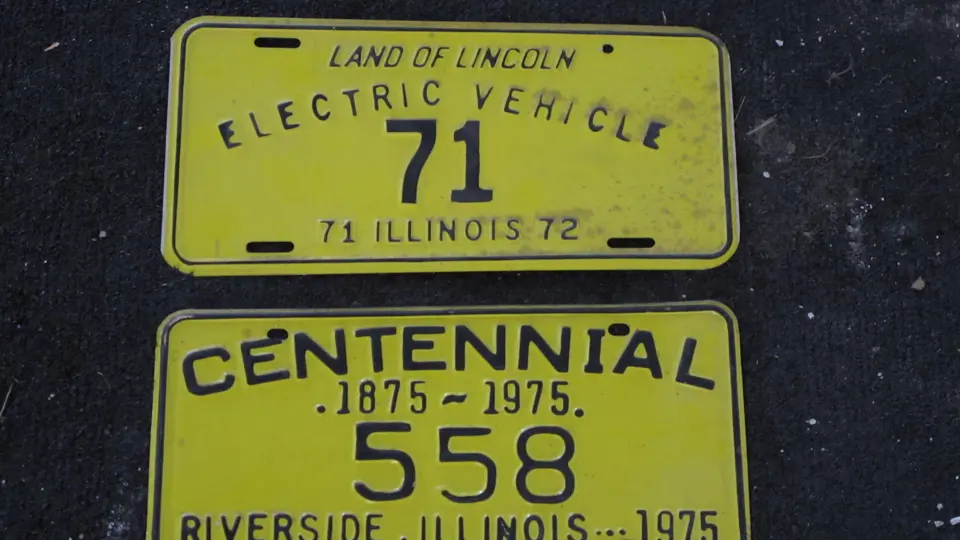 LAND OF LINCOLN
ELECTRIC VEHICLE
71
71 ILLINOIS 72
CENTENNIAL
.1875~1975.
558
RIVERSIDE.ILLINOIS...1975